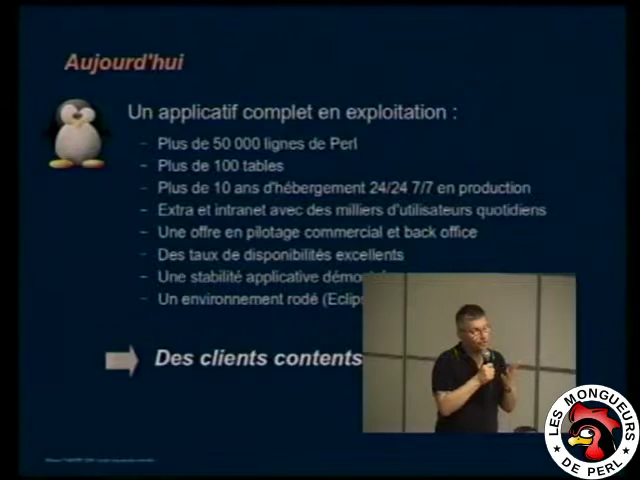 Aujourd'hui
Un applicatif complet en exploitation :
– Plus de 50 000 lignes de Perl
– Plus de 100 tables
– Plus de 10 ans d'hébergement 24/24 7/7 en production
– Extra et intranet avec des milliers d'utilisateurs quotidiens
– Une offre en pilotage commercial et back office
– Des taux de disponibilités excellents
– Une stabilité applicative
– Un environnement rodé
Des clients contents
LES MONGUEURS
DE PERL